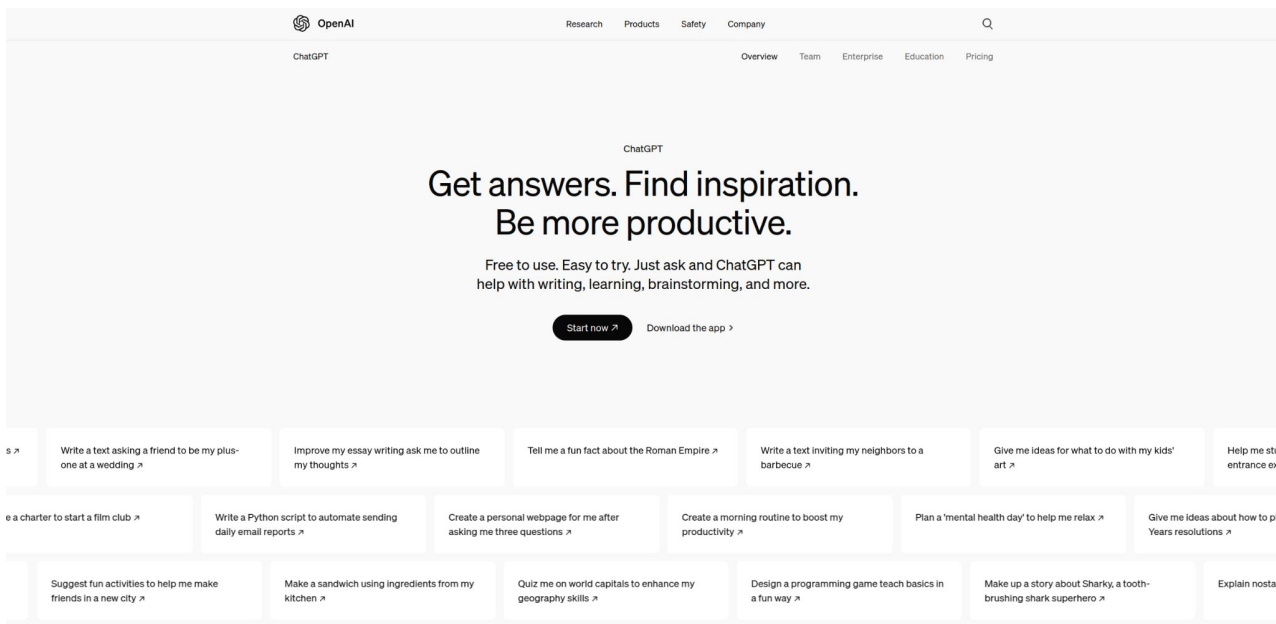 OpenAI
Research Products Safety Company
ChatGPT
Overview Team Enterprise Education Pricing
ChatGPT
Get answers. Find inspiration.
Be more productive.
Free to use. Easy to try. Just ask and ChatGPT can
help with writing, learning, brainstorming, and more.
Start now ↗ Download the app >
s ↗
Write a text asking a friend to be my plus-
one at a wedding ↗
Improve my essay writing ask me to outline
my thoughts ↗
Tell me a fun fact about the Roman Empire ↗
Write a text inviting my neighbors to a
barbecue ↗
Give me ideas for what to do with my kids'
art ↗
Help me stu
entrance ex
e a charter to start a film club ↗
Write a Python script to automate sending
daily email reports ↗
Create a personal webpage for me after
asking me three questions ↗
Create a morning routine to boost my
productivity ↗
Plan a 'mental health day' to help me relax ↗
Give me ideas about how to p
Years resolutions ↗
Suggest fun activities to help me make
friends in a new city ↗
Make a sandwich using ingredients from my
kitchen ↗
Quiz me on world capitals to enhance my
geography skills ↗
Design a programming game teach basics in
a fun way ↗
Make up a story about Sharky, a tooth-
brushing shark superhero ↗
Explain nosta